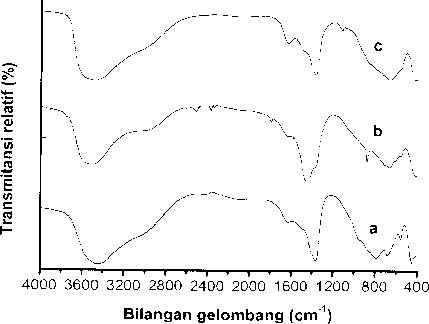 Transmitansi relatif (%)
c
b
a
4000 3600 3200 2800 2400 2000 1600 1200 800 400
Bilangan gelombang (cm⁻¹)